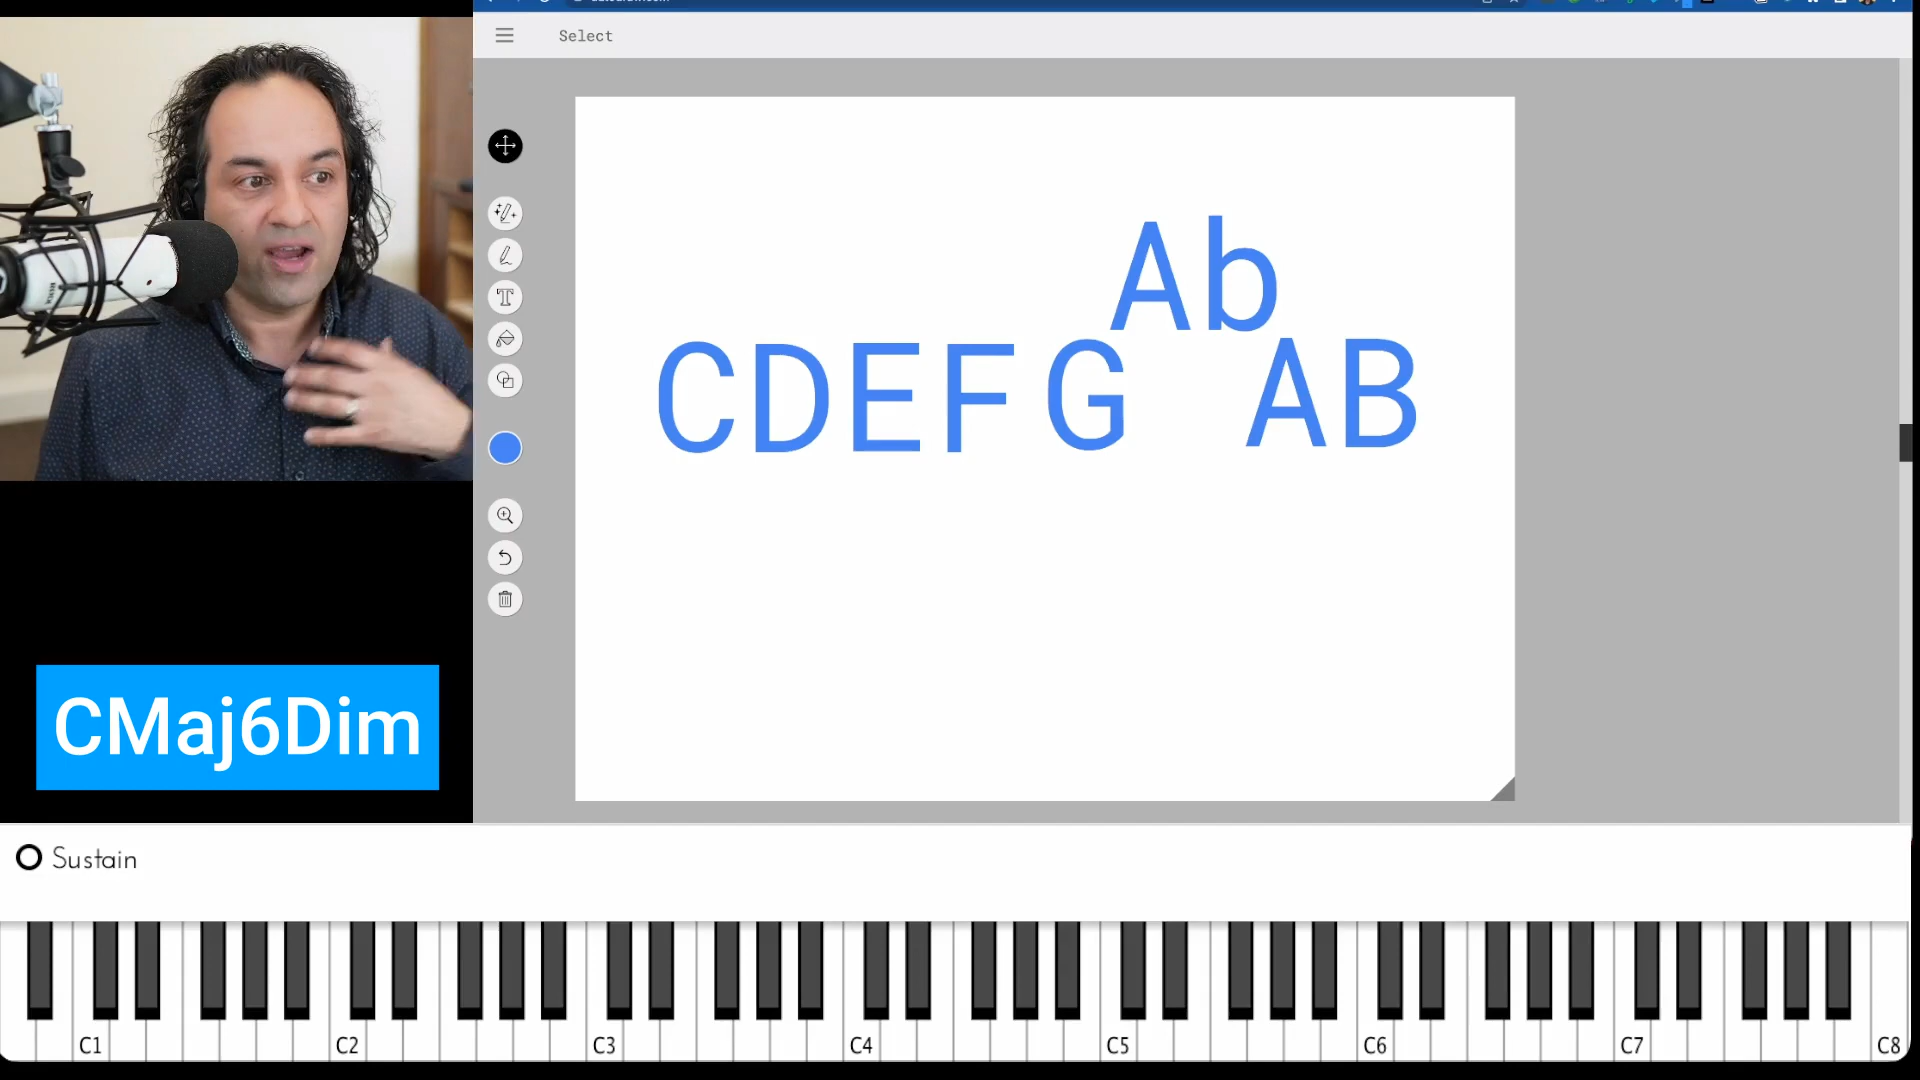 Select
Ab
CDEFG AB
CMaj6Dim
Sustain
C1 C2 C3 C4 C5 C6 C7 C8